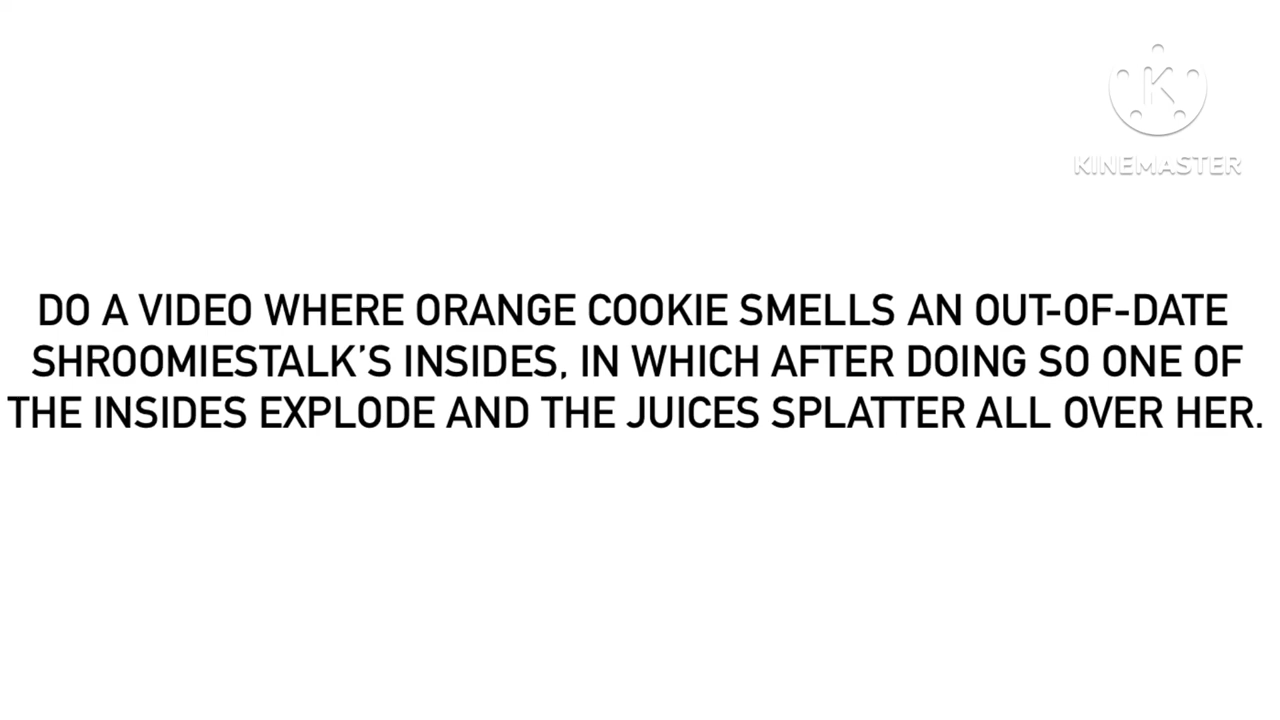 KINEMASTER
DO A VIDEO WHERE ORANGE COOKIE SMELLS AN OUT-OF-DATE
SHROOMIESTALK’S INSIDES, IN WHICH AFTER DOING SO ONE OF
THE INSIDES EXPLODE AND THE JUICES SPLATTER ALL OVER HER.